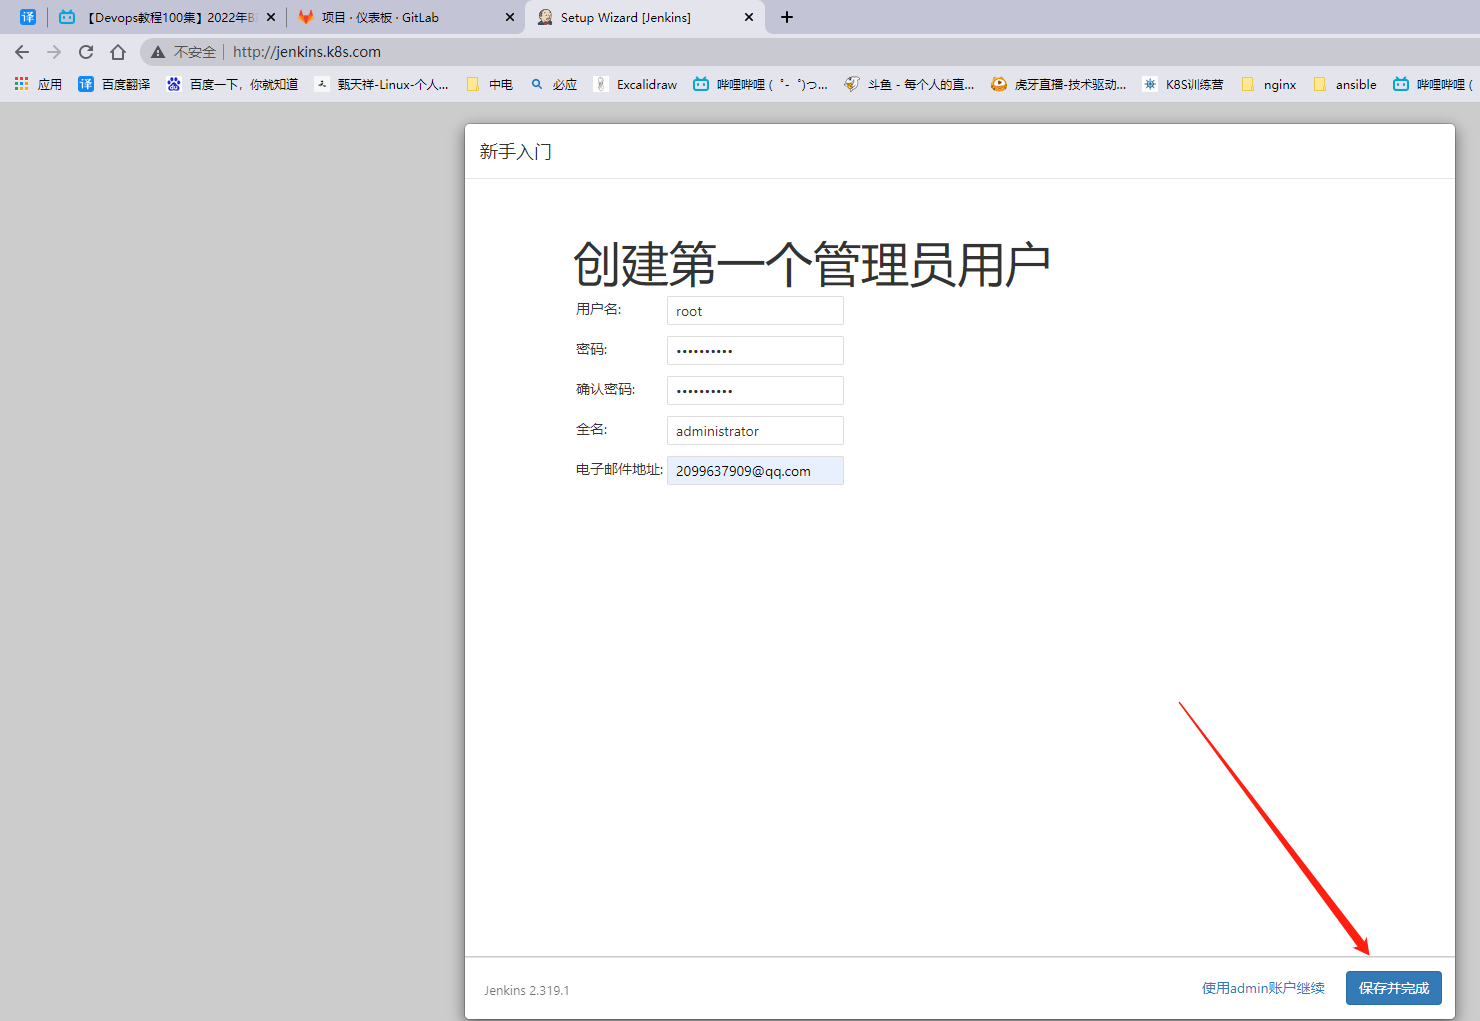 译 【Devops教程100集】2022年B 项目 · 仪表板 · GitLab Setup Wizard [Jenkins]
不安全 http://jenkins.k8s.com
应用 译 百度翻译 百度一下，你就知道 甄天祥-Linux-个人... 中电 必应 Excalidraw 哔哩哔哩 (゜-゜)つ... 斗鱼 - 每个人的直... 虎牙直播-技术驱动... K8S训练营 nginx ansible 哔哩哔哩 (
新手入门
创建第一个管理员用户
用户名: root
密码: ••••••••••
确认密码: ••••••••••
全名: administrator
电子邮件地址: 2099637909@qq.com
Jenkins 2.319.1 使用admin账户继续 保存并完成